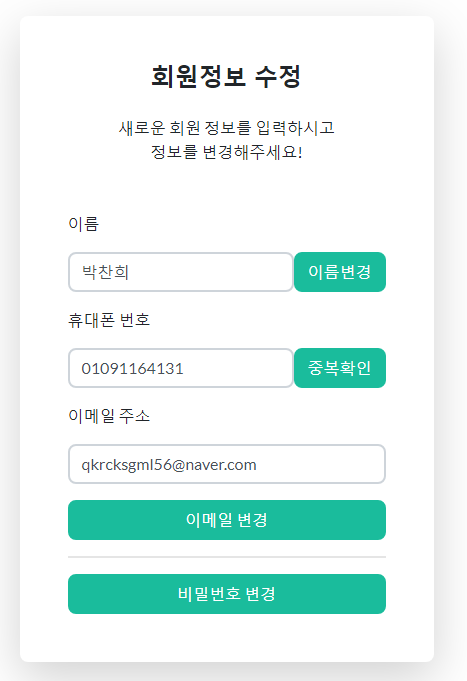 회원정보 수정
새로운 회원 정보를 입력하시고
정보를 변경해주세요!
이름
박찬희
이름변경
휴대폰 번호
01091164131
중복확인
이메일 주소
qkrcksgml56@naver.com
이메일 변경
비밀번호 변경